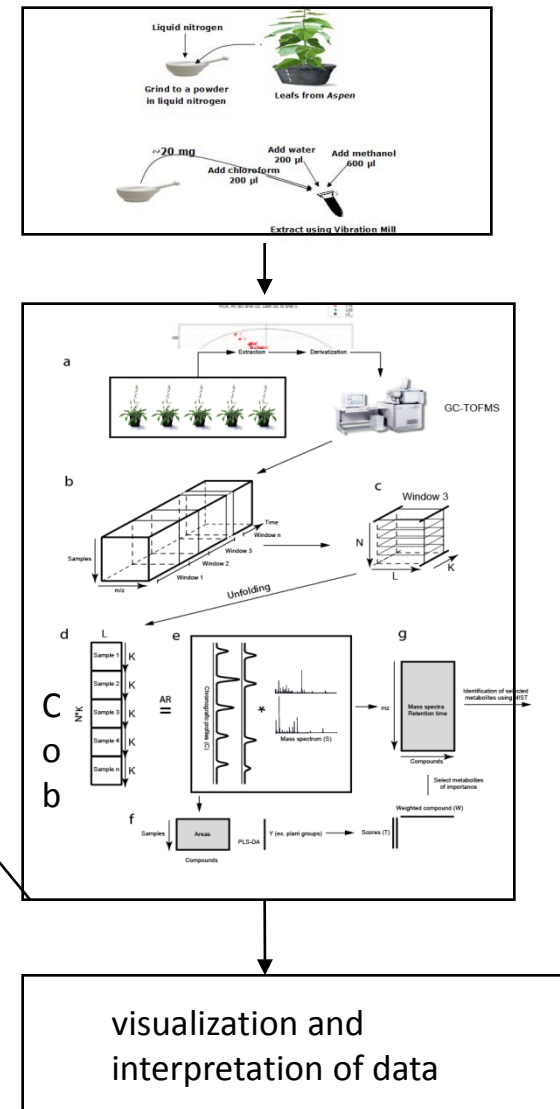 Liquid nitrogen
Grind to a powder
in liquid nitrogen
Leafs from Aspen
~20 mg
Add chloroform
200 µl
Add water
200 µl
Add methanol
600 µl
Extract using Vibration Mill
a
Extraction
Derivatization
GC-TOFMS
b
Samples
m/z
Window 1
Window 2
Window 3
Window n
Time
c
Window 3
N
L
K
Unfolding
d
L
N*K
Sample 1
K
Sample 2
K
Sample 3
K
Sample 4
K
Sample n
K
C
o
b
AR
=
e
Chromatografic profiles (C)
*
Mass spectrum (S)
g
mz
Mass spectra
Retention time
Compounds
Identification of selected
metabolites using NIST
Select metabolites
of importance
f
Samples
Areas
Compounds
PLS-DA
Y (ex. plant groups)
Scores (T)
Weighted compound (W)
visualization and
interpretation of data